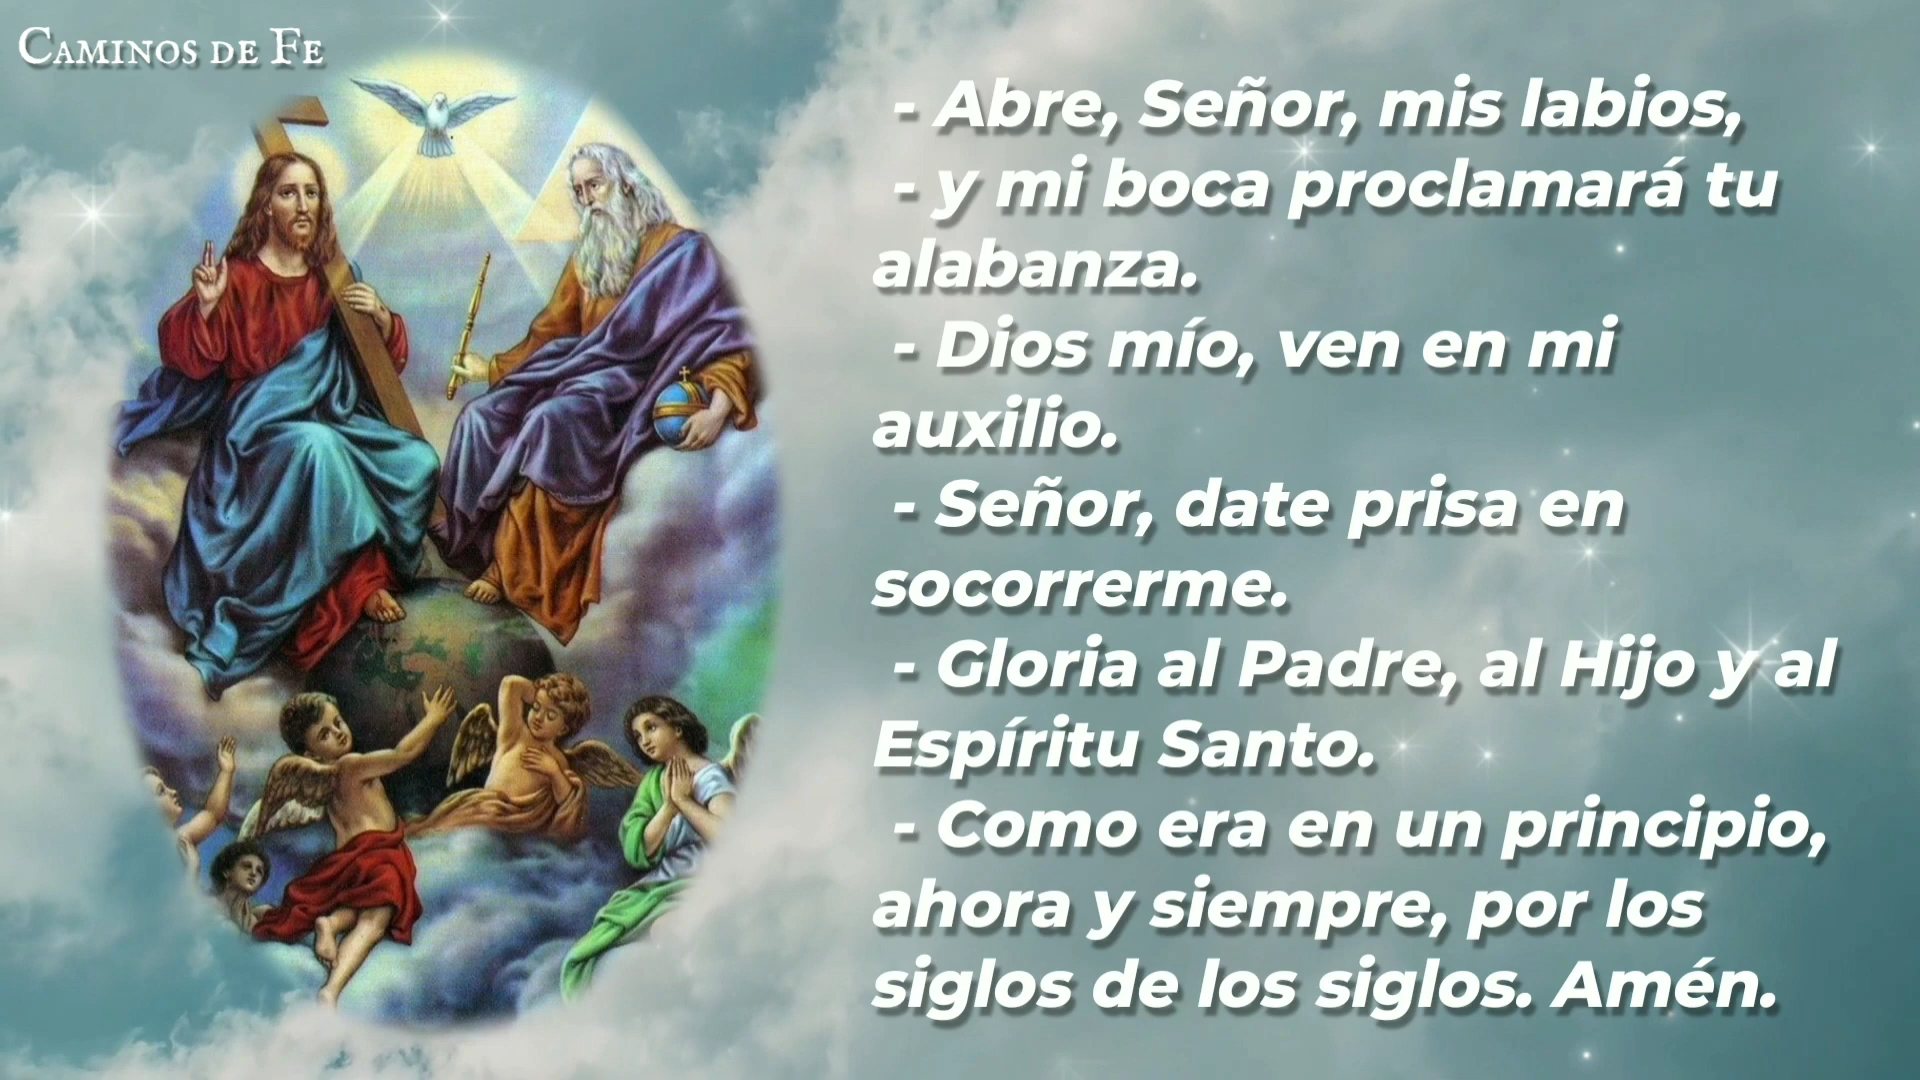 Caminos de Fe
- Abre, Señor, mis labios,
- y mi boca proclamará tu
alabanza.
- Dios mío, ven en mi
auxilio.
- Señor, date prisa en
socorrerme.
- Gloria al Padre, al Hijo y al
Espíritu Santo.
- Como era en un principio,
ahora y siempre, por los
siglos de los siglos. Amén.